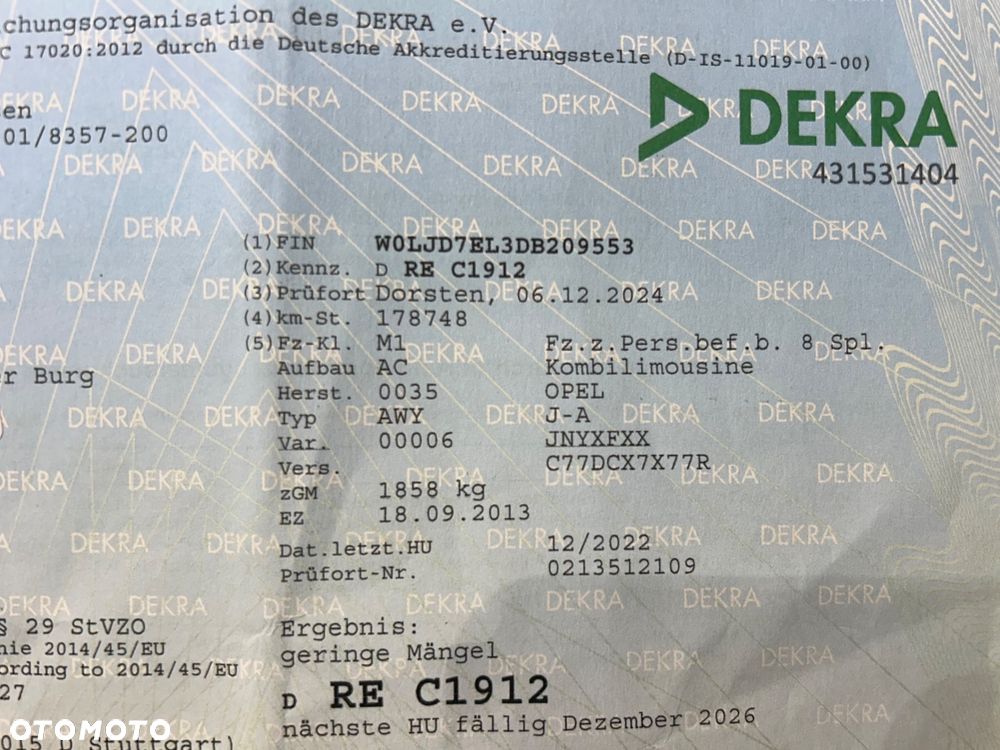 chungsorganisation des DEKRA e.V.
C 17020:2012 durch die Deutsche Akkreditierungsstelle (D-IS-11019-01-00)
en
01/8357-200
DEKRA
431531404
(1) FIN W0LJD7EL3DB209553
(2) Kennz. D RE C1912
(3) Prüfort Dorsten, 06.12.2024
(4) km-St. 178748
(5) Fz-Kl. M1 Fz.z.Pers.bef.b. 8 Spl.
Aufbau AC Kombilimousine
r Burg
Herst. 0035 OPEL
Typ AWY J-A
Var. 00006 JNYXFXX
Vers. C77DCX7X77R
zGM 1858 kg
EZ 18.09.2013
Dat.letzt.HU 12/2022
Prüfort-Nr. 0213512109
§ 29 StVZO
nie 2014/45/EU
ording to 2014/45/EU
27
Ergebnis:
geringe Mängel
D RE C1912
nächste HU fällig Dezember 2026
OTOMOTO
015 D Stuttgart)